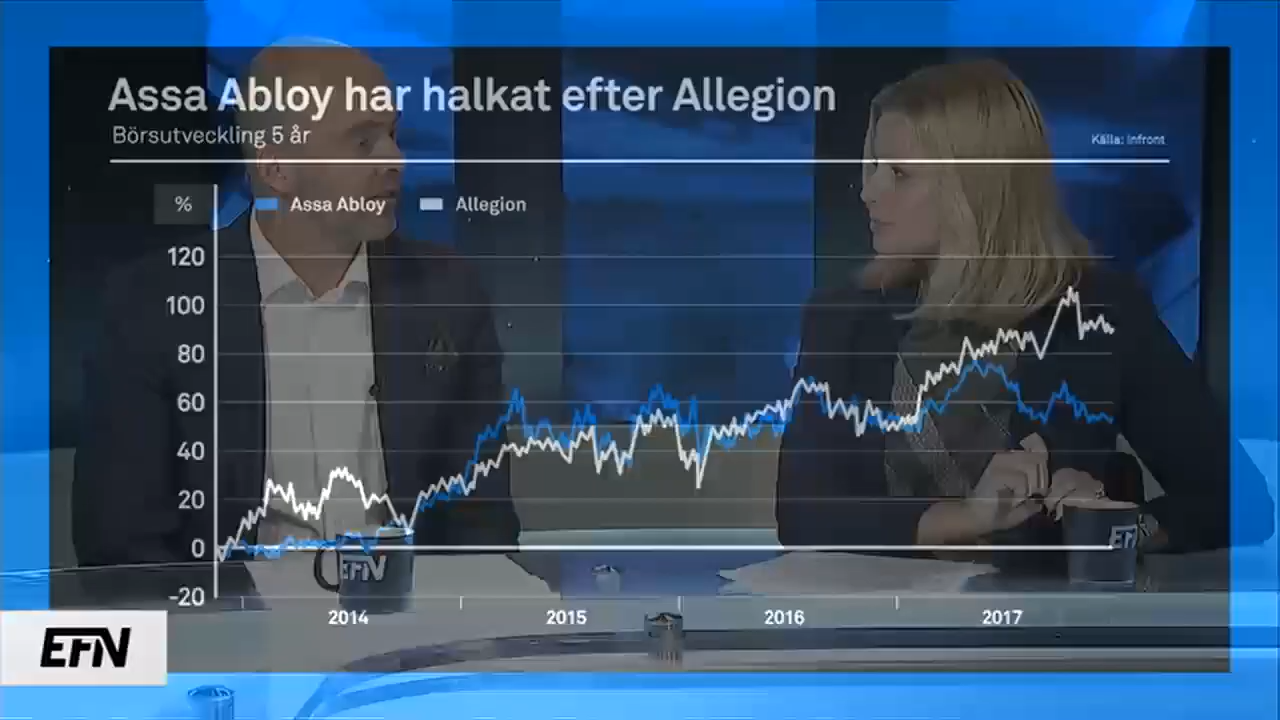 Assa Abloy har halkat efter Allegion
Börsutveckling 5 år
Källa: Infront
%
Assa Abloy
Allegion
120
100
80
60
40
20
0
-20
2014
2015
2016
2017
EFN
EFN
EFN